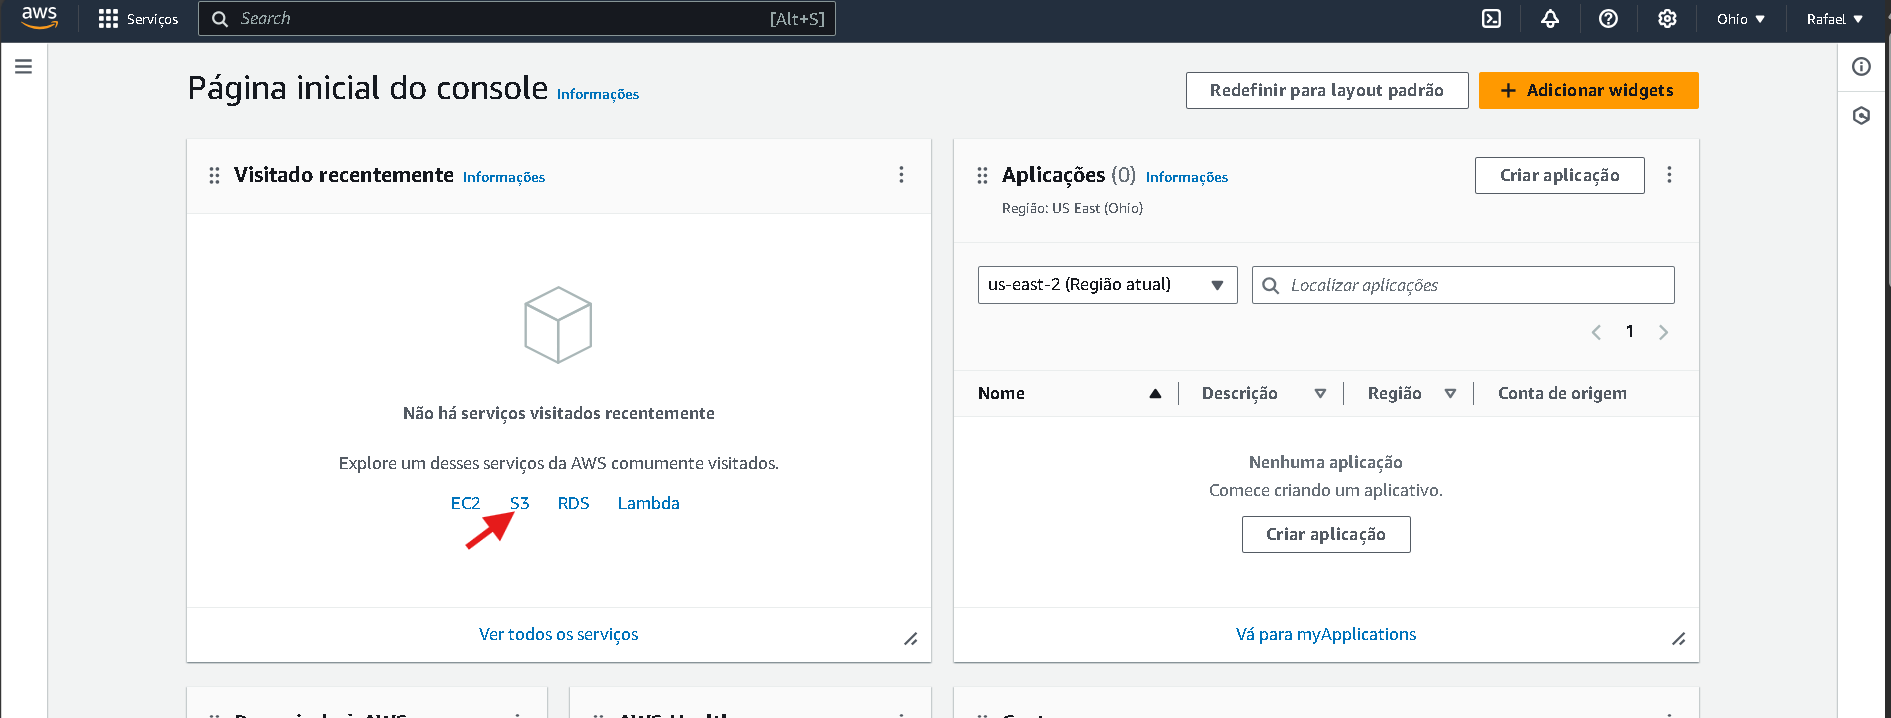 aws
Serviços
Search
[Alt+S]
Ohio
Rafael
Página inicial do console
Informações
Redefinir para layout padrão
Adicionar widgets
Visitado recentemente
Informações
Não há serviços visitados recentemente
Explore um desses serviços da AWS comumente visitados.
EC2 S3 RDS Lambda
Ver todos os serviços
Aplicações (0)
Informações
Criar aplicação
Região: US East (Ohio)
us-east-2 (Região atual)
Localizar aplicações
1
Nome
Descrição
Região
Conta de origem
Nenhuma aplicação
Comece criando um aplicativo.
Criar aplicação
Vá para myApplications
AWS
AWS Health